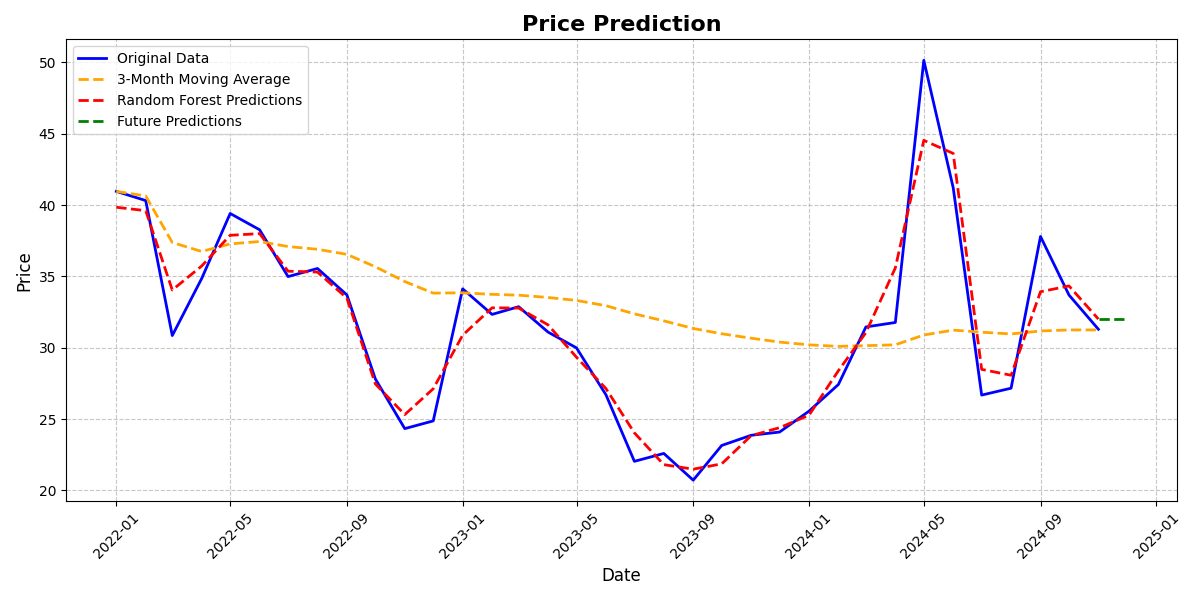 Price Prediction
Original Data
3-Month Moving Average
Random Forest Predictions
Future Predictions
Price
50
45
40
35
30
25
20
2022-01
2022-05
2022-09
2023-01
2023-05
2023-09
2024-01
2024-05
2024-09
2025-01
Date